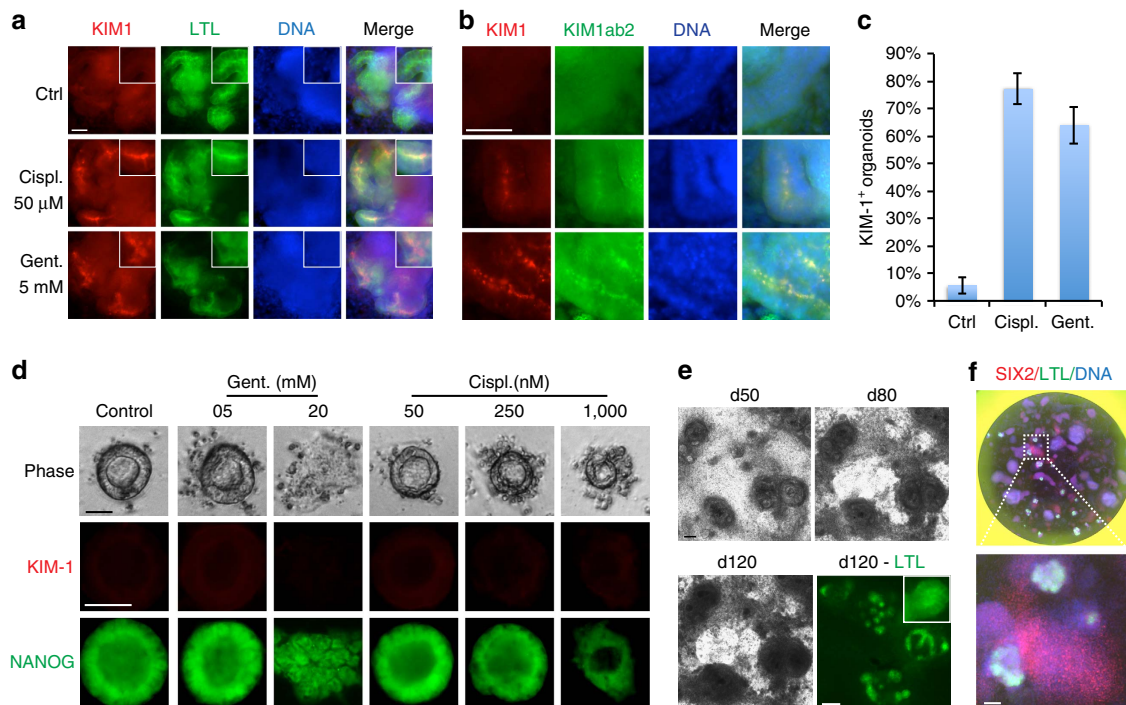 a
KIM1 LTL DNA Merge
Ctrl
Cispl.
50 μM
Gent.
5 mM
b
KIM1 KIM1ab2 DNA Merge
c
KIM-1+ organoids
90%
80%
70%
60%
50%
40%
30%
20%
10%
0%
Ctrl Cispl. Gent.
d
Gent. (mM) Cispl.(nM)
Control 05 20 50 250 1,000
Phase
KIM-1
NANOG
e
d50 d80
d120 d120 - LTL
f
SIX2/LTL/DNA